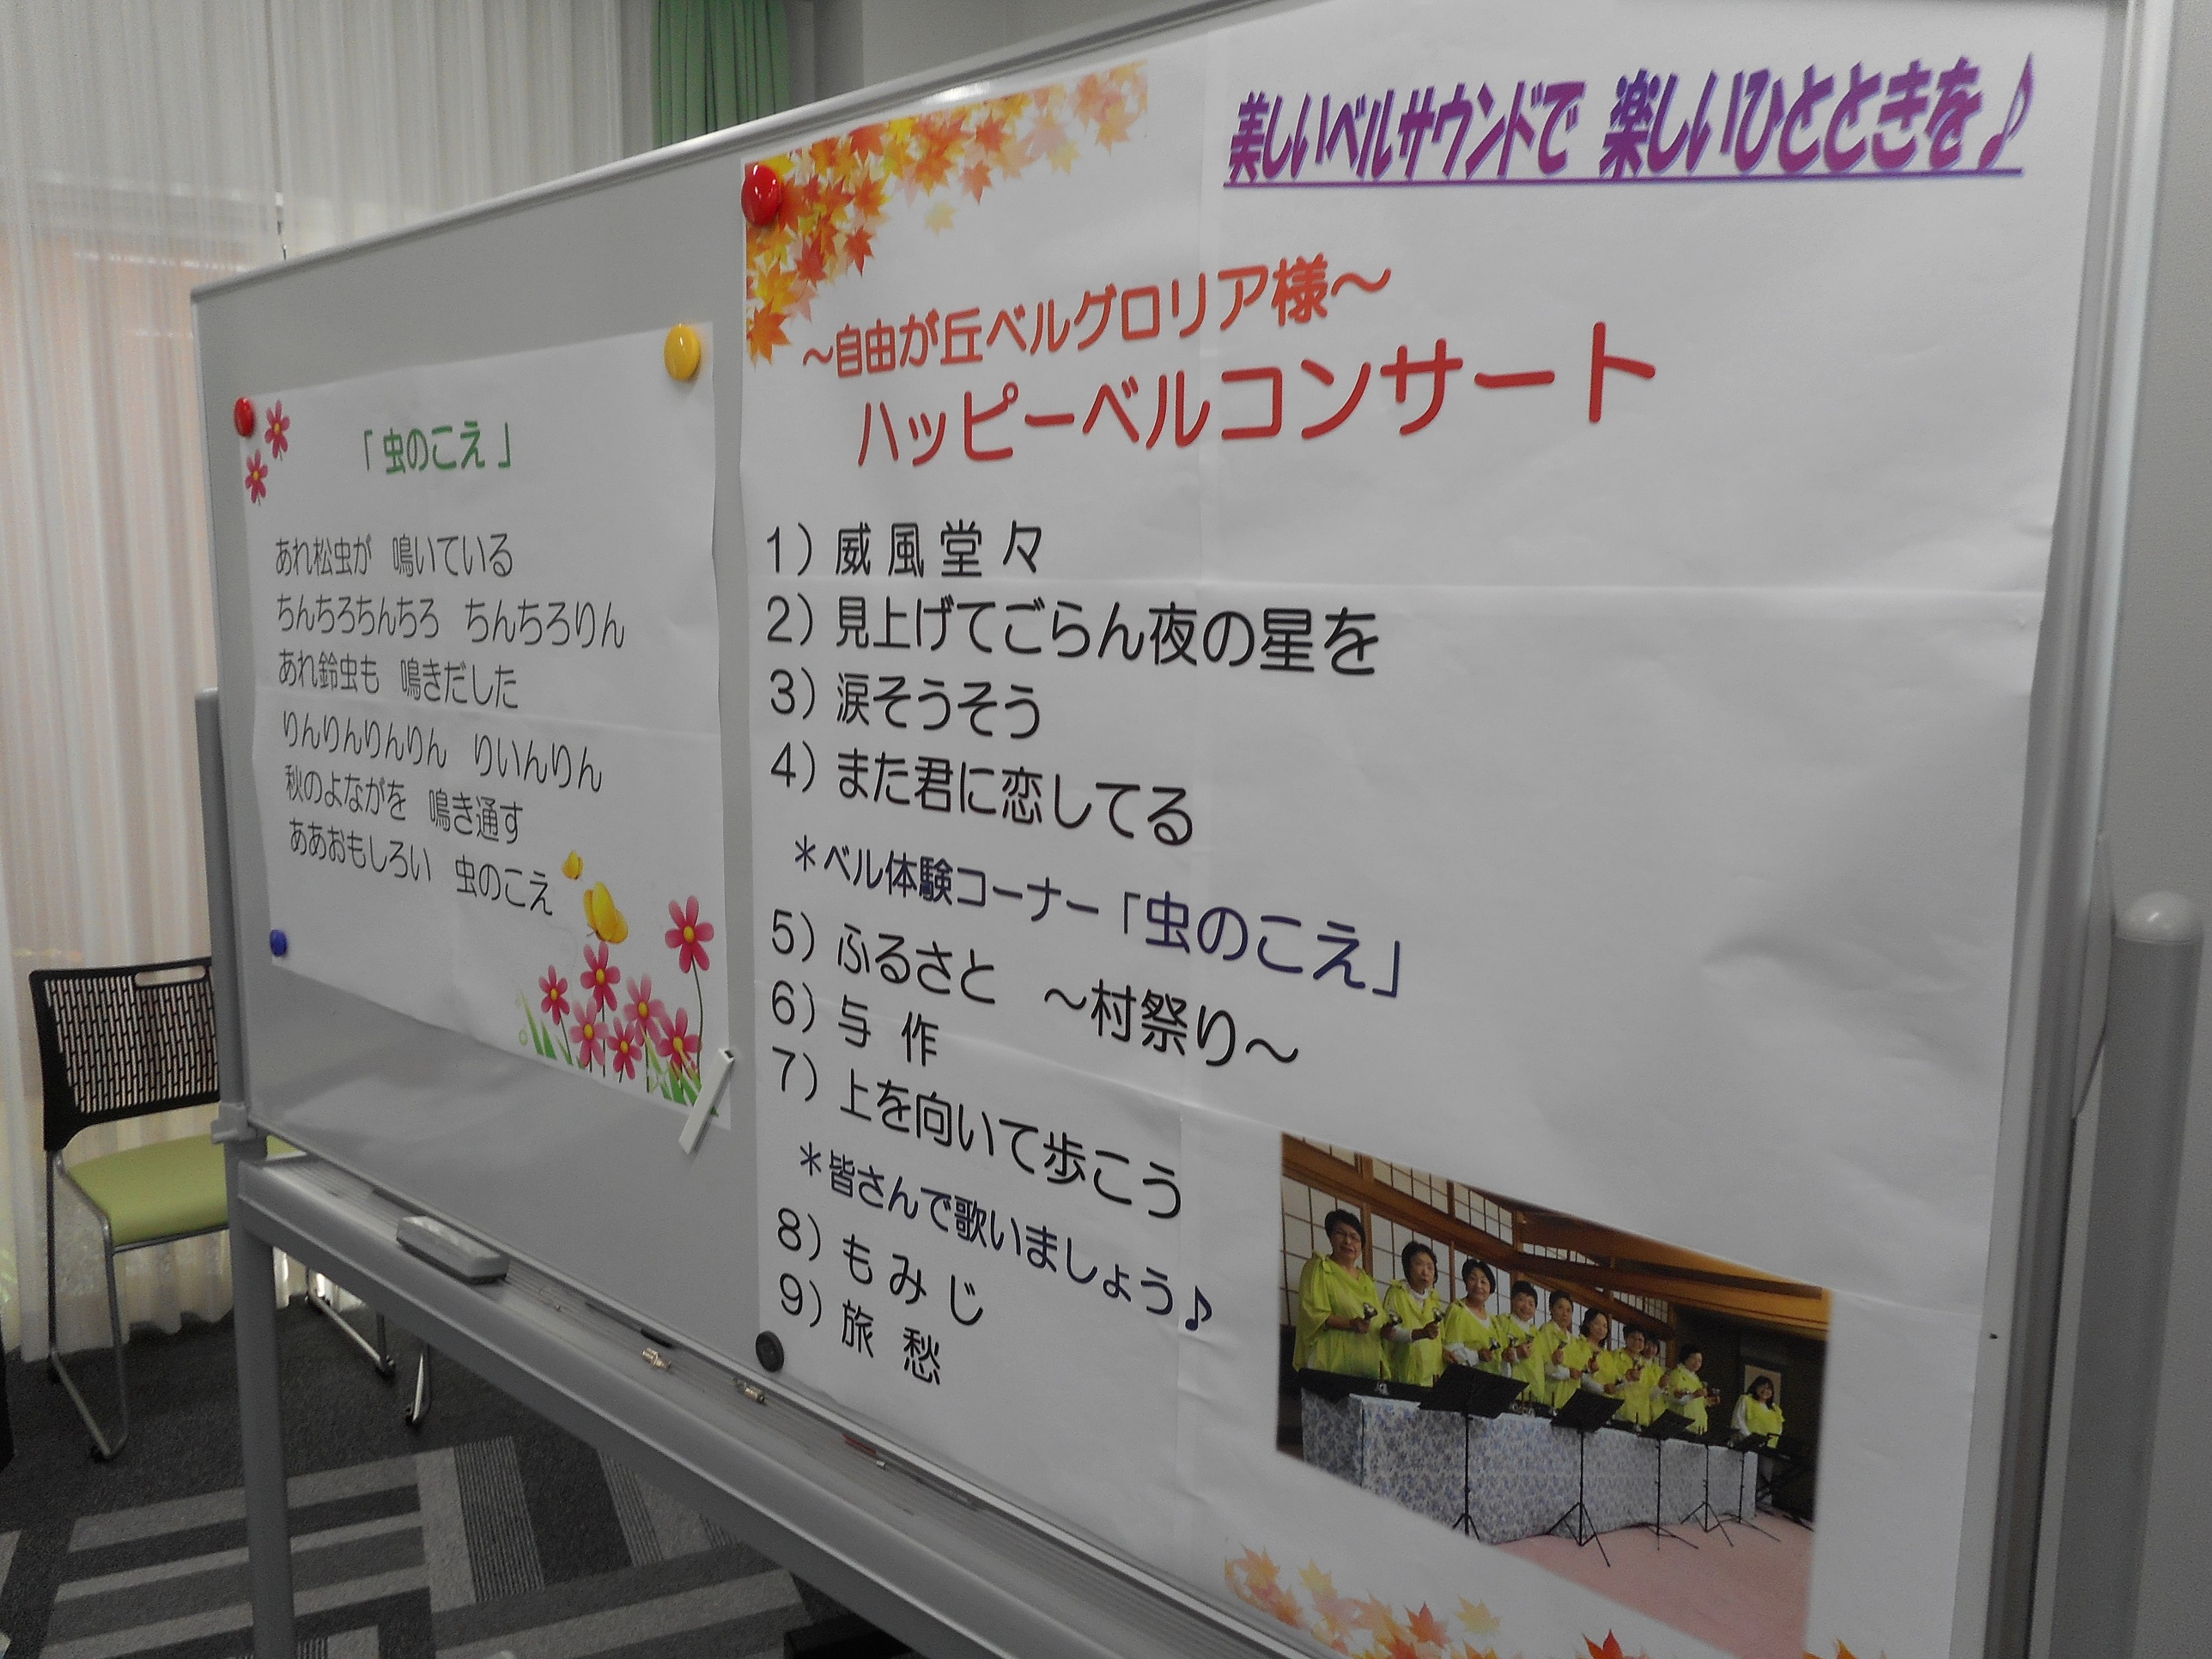 「虫のこえ」
あれ松虫が 鳴いている
ちんちろちんちろ ちんちろりん
あれ鈴虫も 鳴きだした
りんりんりんりん りいんりん
秋のよながを 鳴き通す
ああおもしろい 虫のこえ
美しいベルサウンドで 楽しいひとときを♪
～自由が丘ベルグロリア様～
ハッピーベルコンサート
1）威風堂々
2）見上げてごらん夜の星を
3）涙そうそう
4）また君に恋してる
＊ベル体験コーナー「虫のこえ」
5）ふるさと ～村祭り～
6）与 作
7）上を向いて歩こう
＊皆さんで歌いましょう♪
8）もみじ
9）旅 愁